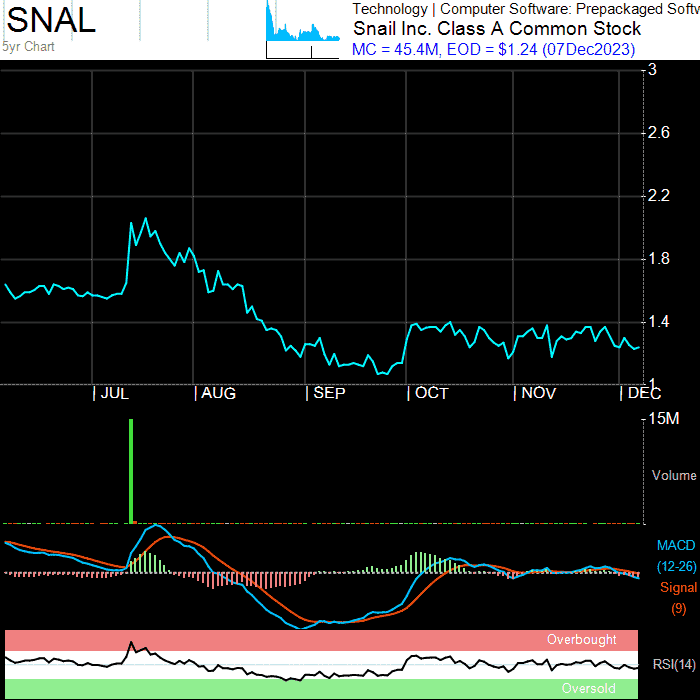 SNAL
5yr Chart
Technology | Computer Software: Prepackaged Softw
Snail Inc. Class A Common Stock
MC = 45.4M, EOD = $1.24 (07Dec2023)
3
2.6
2.2
1.8
1.4
1
JUL AUG SEP OCT NOV DEC
15M
Volume
MACD
(12-26)
Signal
(9)
Overbought
RSI(14)
Oversold